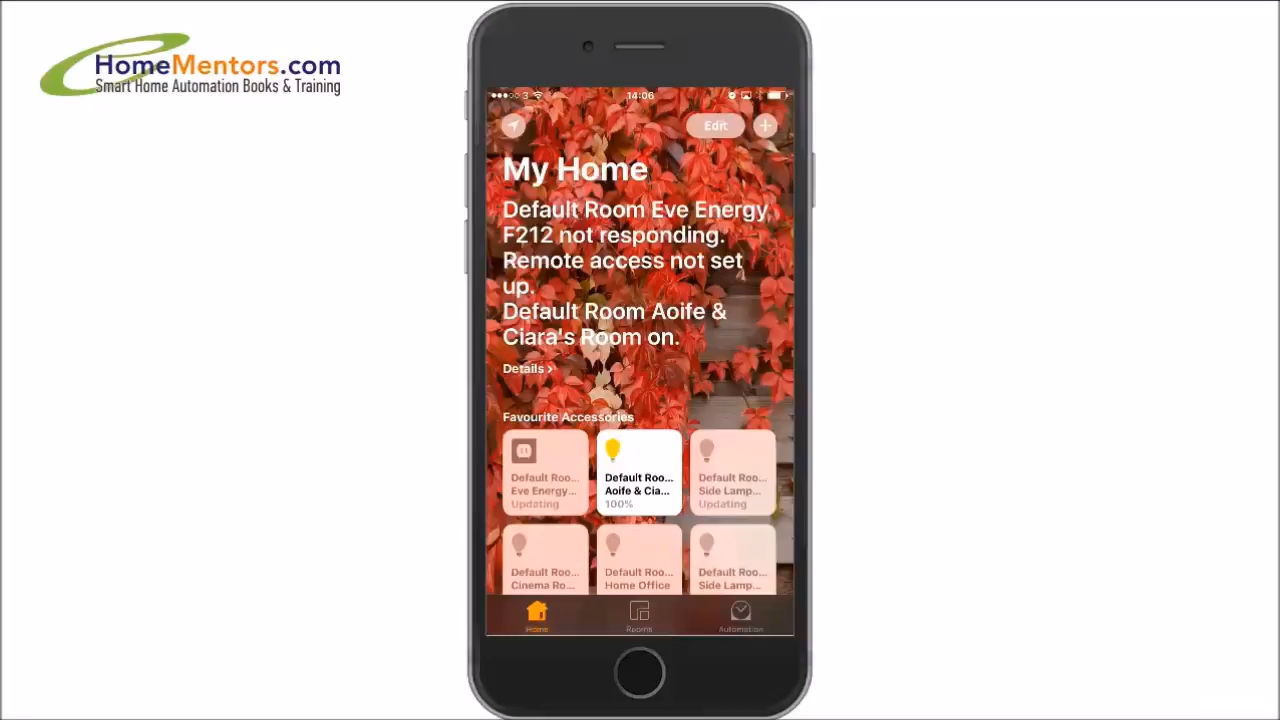 HomeMentors.com
Smart Home Automation Books & Training
3 14:06
Edit +
My Home
Default Room Eve Energy
F212 not responding.
Remote access not set
up.
Default Room Aoife &
Ciara's Room on.
Details >
Favourite Accessories
Default Roo... Default Roo... Default Roo...
Eve Energy... Aoife & Cia... Side Lamp...
Updating 100% Updating
Default Roo... Default Roo... Default Roo...
Cinema Ro... Home Office Side Lamp...
Home Rooms Automation